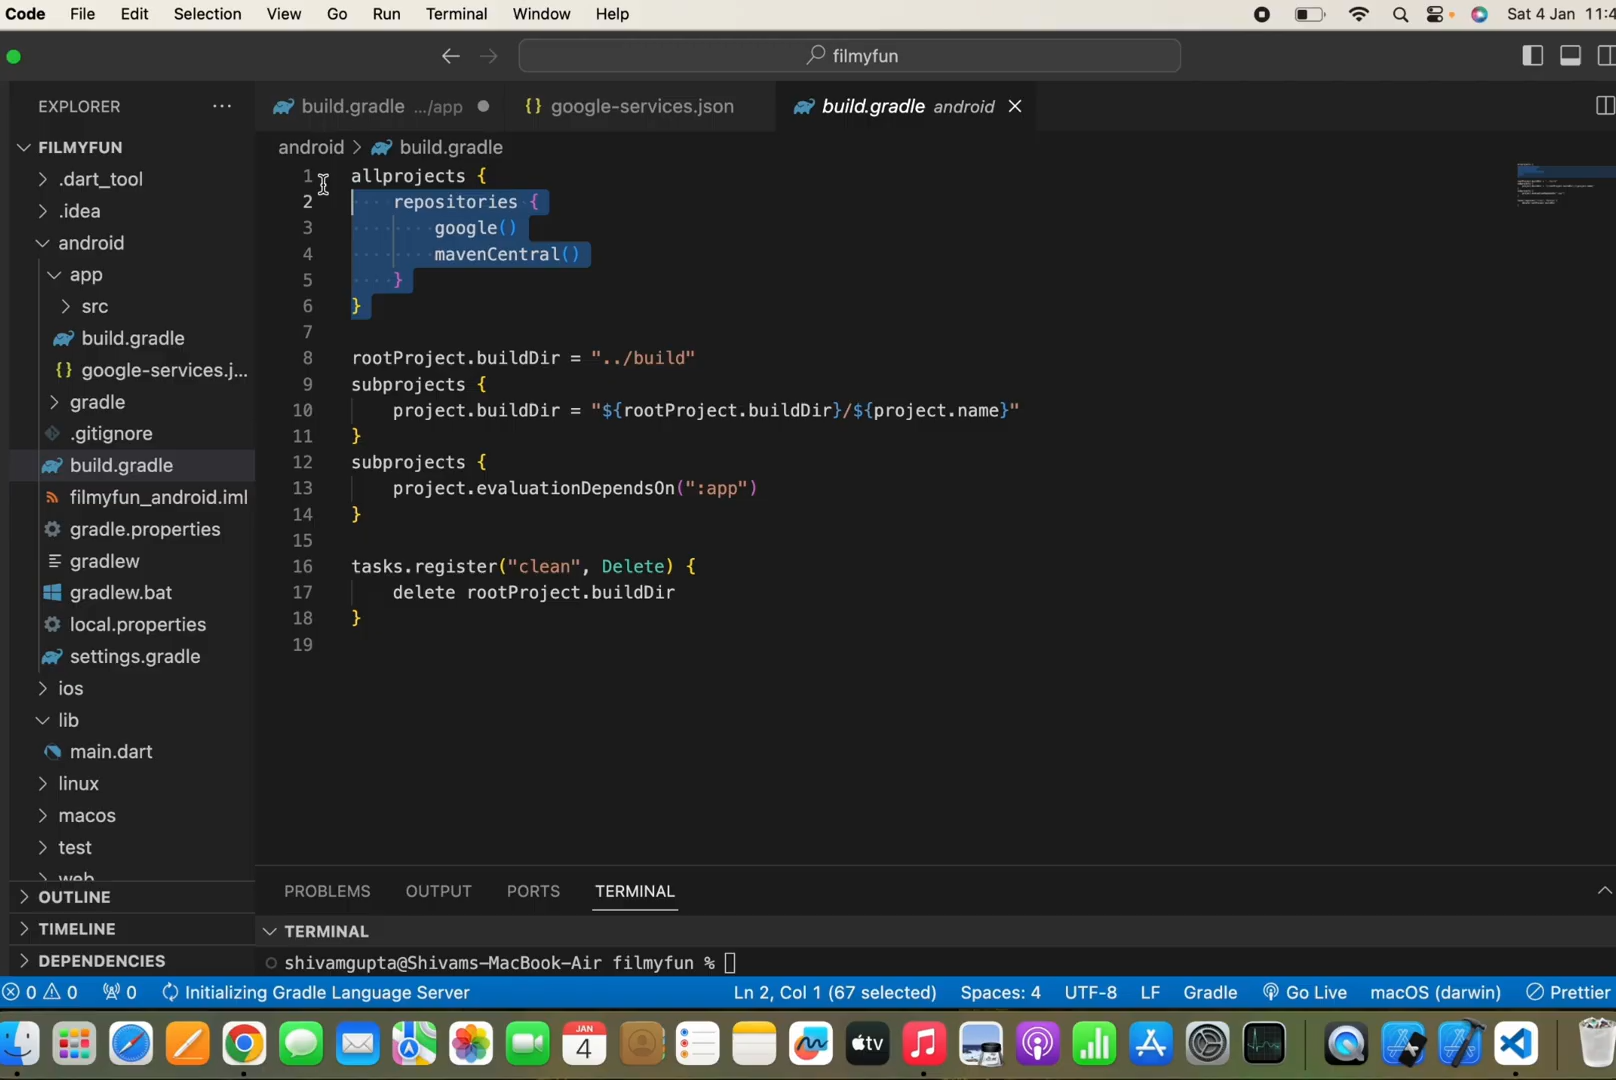 Code File Edit Selection View Go Run Terminal Window Help Sat 4 Jan 11:4
filmyfun
EXPLORER ...
build.gradle .../app
{} google-services.json
build.gradle android
FILMYFUN
.dart_tool
.idea
android
app
src
build.gradle
{} google-services.j...
gradle
.gitignore
build.gradle
filmyfun_android.iml
gradle.properties
gradlew
gradlew.bat
local.properties
settings.gradle
ios
lib
main.dart
linux
macos
test
web
OUTLINE
TIMELINE
DEPENDENCIES
android > build.gradle
1 allprojects {
2 repositories {
3 google()
4 mavenCentral()
5 }
6 }
7
8 rootProject.buildDir = "../build"
9 subprojects {
10 project.buildDir = "${rootProject.buildDir}/${project.name}"
11 }
12 subprojects {
13 project.evaluationDependsOn(":app")
14 }
15
16 tasks.register("clean", Delete) {
17 delete rootProject.buildDir
18 }
19
PROBLEMS OUTPUT PORTS TERMINAL
TERMINAL
shivamgupta@Shivams-MacBook-Air filmyfun %
0 0 0 Initializing Gradle Language Server Ln 2, Col 1 (67 selected) Spaces: 4 UTF-8 LF Gradle Go Live macOS (darwin) Prettier
JAN
4
tv